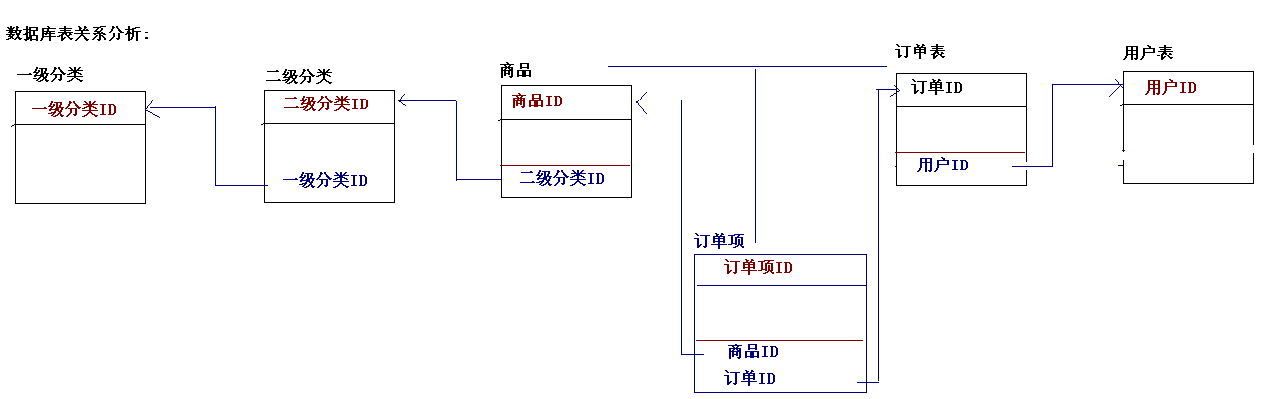 数据库表关系分析:
一级分类
一级分类ID
二级分类
二级分类ID
一级分类ID
商品
商品ID
二级分类ID
订单表
订单ID
用户ID
用户表
用户ID
订单项
订单项ID
商品ID
订单ID